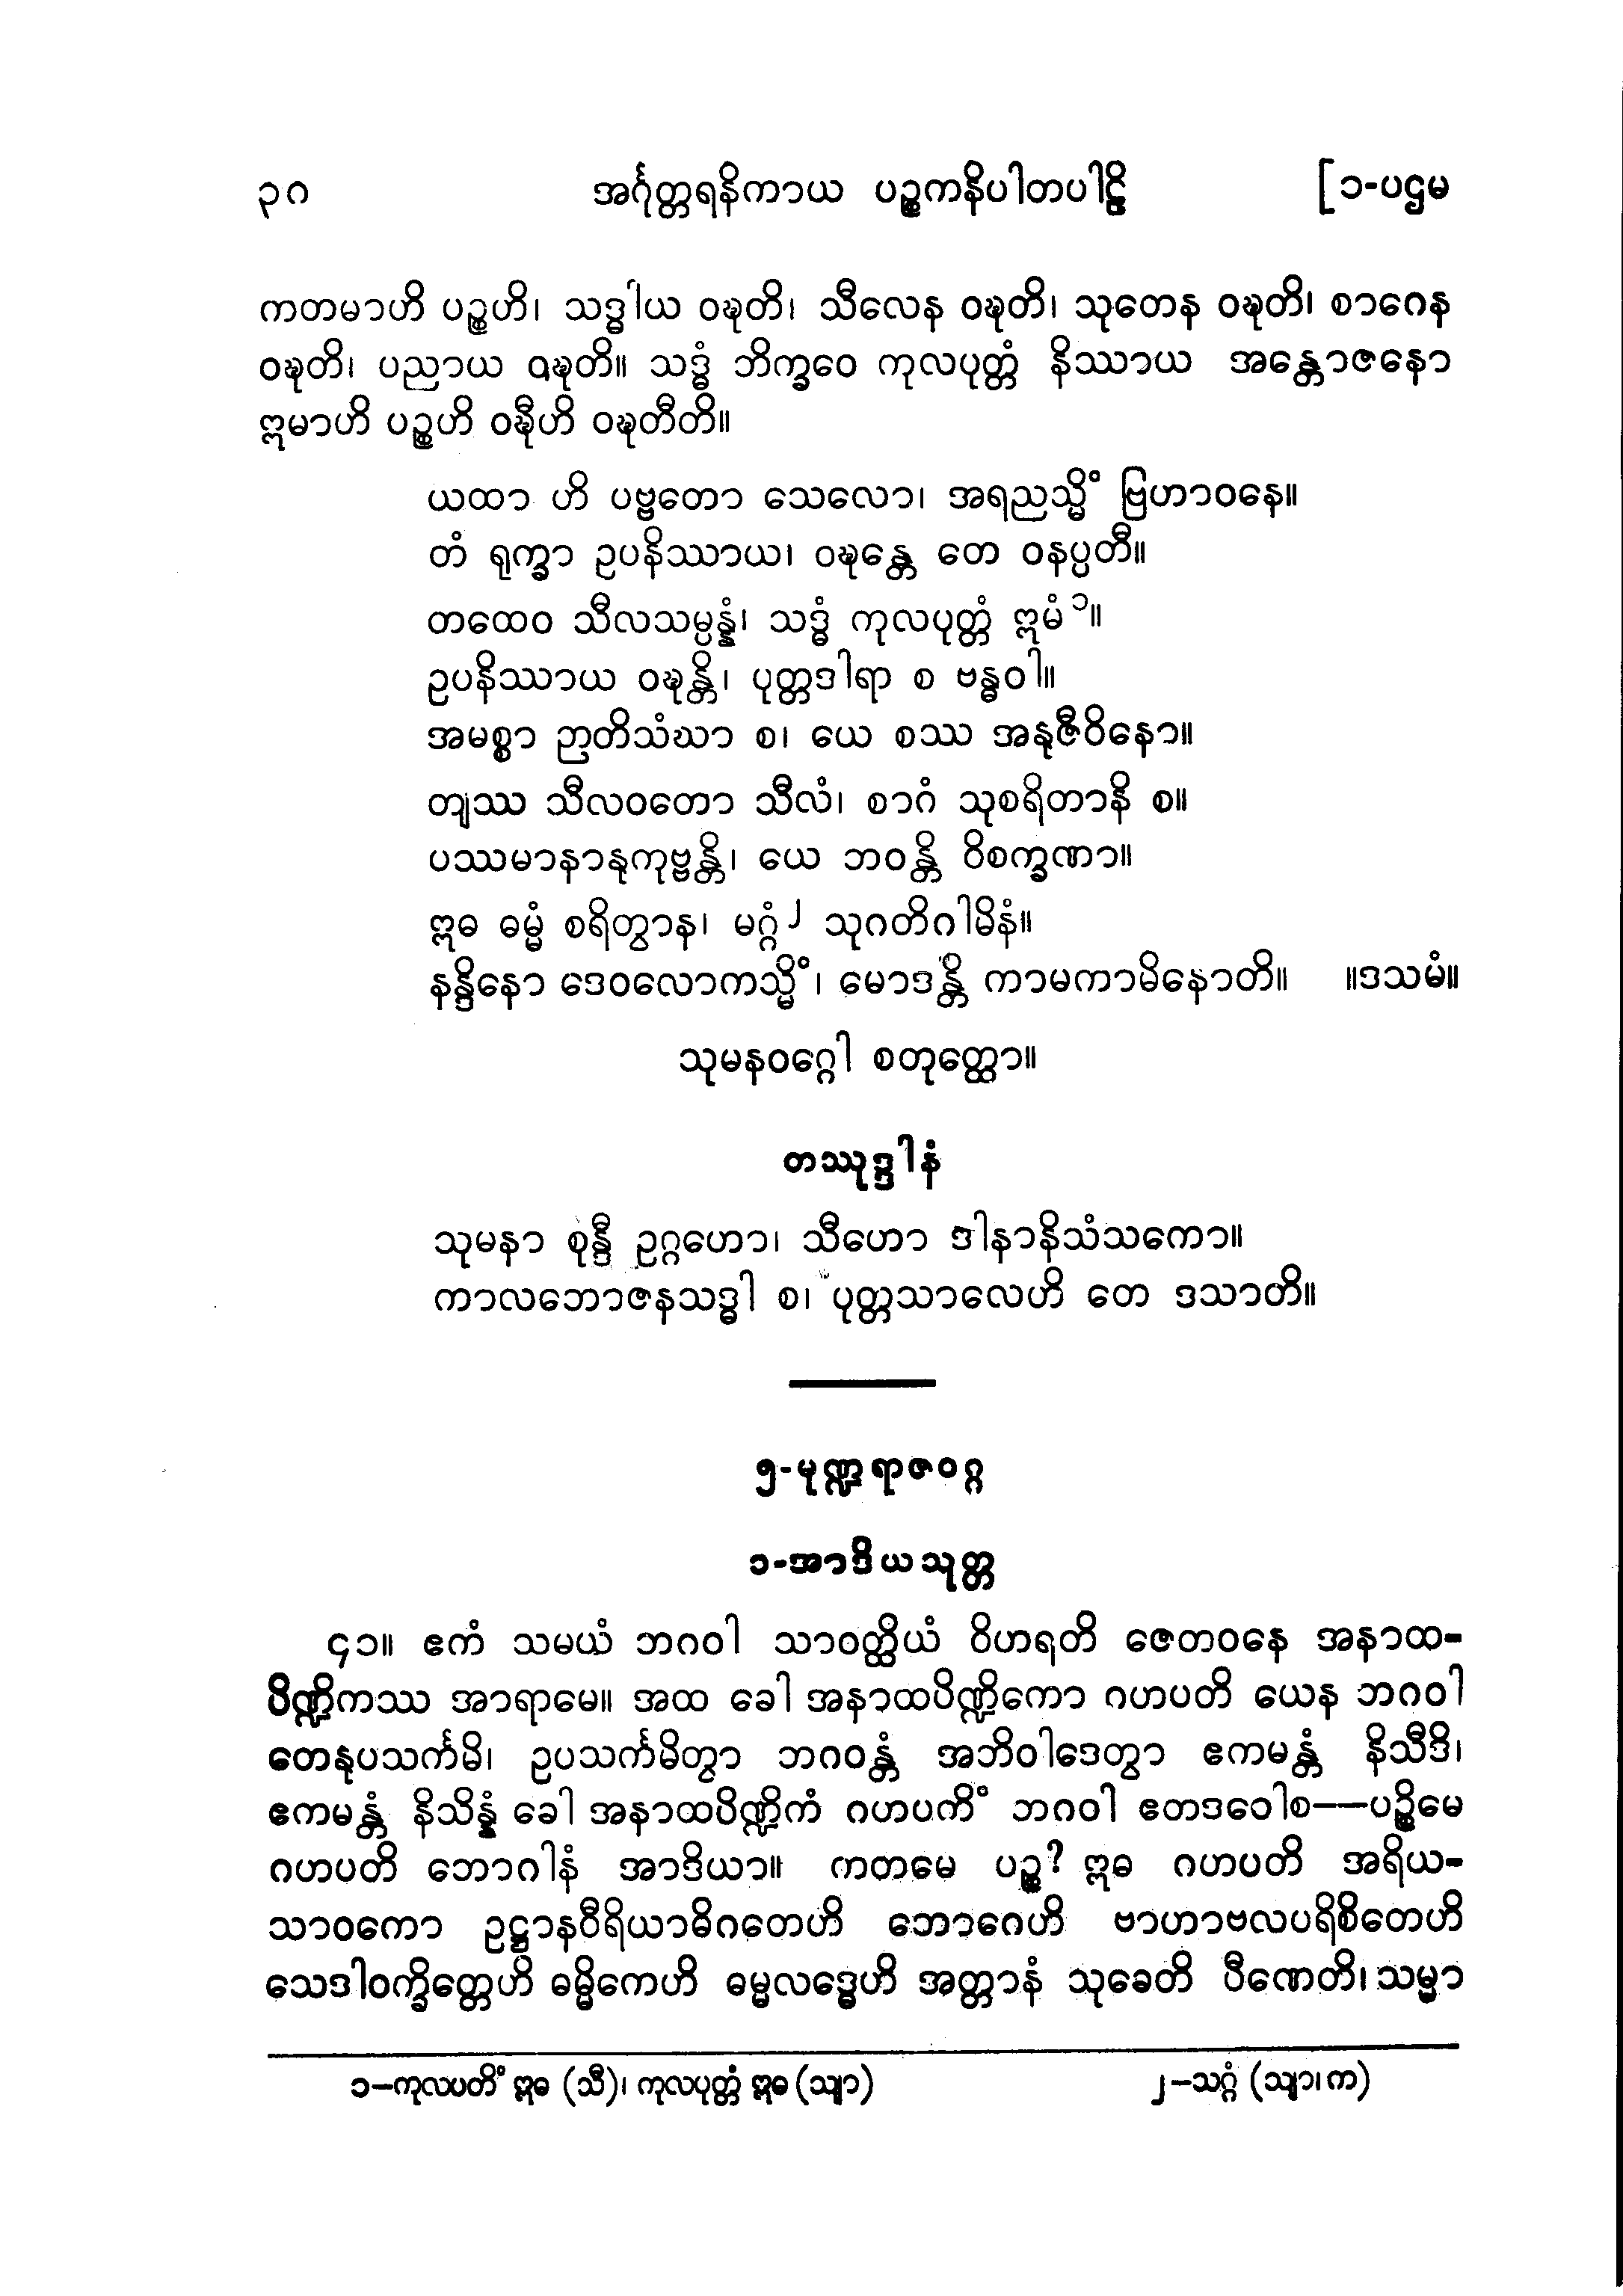 ၃ဂ အင်္ဂုတ္တရနိကာယ ပဉ္စကနိပါတပါဠိ [၁-ပဌမ
ကတမာဟိ ပဉ္စဟိ၊ သဒ္ဓါယ ဝၑုတိ၊ သီလေန ဝၑုတိ၊ သုတေန ဝၑုတိ၊ စာဂေန
ဝၑုတိ၊ ပညာယ ဝၑုတိ။ သဒ္ဓံ ဘိက္ခဝေ ကုလပုတ္တံ နိဿာယ အန္တောဇနော
ဣမာဟိ ပဉ္စဟိ ဝၑီုဟိ ဝၑုတီတိ။
ယထာ ဟိ ပဗ္ဗတော သေလော၊ အရညသ္မိံ ဗြဟာဝနေ။
တံ ရုက္ခာ ဥပနိဿာယ၊ ဝၑုန္တေ တေ ဝနပ္ပတီ။
တထေဝ သီလသမ္ပန္နံ၊ သဒ္ဓံ ကုလပုတ္တံ ဣမံ ၁။
ဥပနိဿာယ ဝၑုန္တိ၊ ပုတ္တဒါရာ စ ဗန္ဓဝါ။
အမစ္စာ ဉာတိသံဃာ စ၊ ယေ စဿ အနုဇီဝိနော။
တျဿ သီလဝတော သီလံ၊ စာဂံ သုစရိတာနိ စ။
ပဿမာနာနုကုဗ္ဗန္တိ၊ ယေ ဘဝန္တိ ဝိစက္ခဏာ။
ဣဓ ဓမ္မံ စရိတွာန၊ မဂ္ဂံ ၂ သုဂတိဂါမိနံ။
နန္ဒိနော ဒေဝလောကသ္မိံ၊ မောဒန္တိ ကာမကာမိနောတိ။ ။ဒသမံ။
သုမနဝဂ္ဂေါ စတုတ္ထော။
တဿုဒ္ဒါနံ
သုမနာ စုန္ဒီ ဥဂ္ဂဟော၊ သီဟော ဒါနာနိသံသကော။
ကာလဘောဇနသဒ္ဓါ စ၊ ပုတ္တသာလေဟိ တေ ဒသာတိ။
၅-မုဏ္ဍရာဇဝဂ္ဂ
၁-အာဒိယသုတ္တ
၄၁။ ဧကံ သမယံ ဘဂဝါ သာဝတ္ထိယံ ဝိဟရတိ ဇေတဝနေ အနာထ-
ပိဏ္ဍိကဿ အာရာမေ။ အထ ခေါ အနာထပိဏ္ဍိကော ဂဟပတိ ယေန ဘဂဝါ
တေနုပသင်္ကမိ၊ ဥပသင်္ကမိတွာ ဘဂဝန္တံ အဘိဝါဒေတွာ ဧကမန္တံ နိသီဒိ၊
ဧကမန္တံ နိသိန္နံ ခေါ အနာထပိဏ္ဍိကံ ဂဟပကိံ ဘဂဝါ ဧတဒဝေါစ——ပဉ္စိမေ
ဂဟပတိ ဘောဂါနံ အာဒိယာ။ ကတမေ ပဉ္စ? ဣဓ ဂဟပတိ အရိယ-
သာဝကော ဥဋ္ဌာနဝီရိယာဓိဂတေဟိ ဘောဂေဟိ ဗာဟာဗလပရိစိတေဟိ
သေဒါဝက္ခိတ္တေဟိ ဓမ္မိကေဟိ ဓမ္မလဒ္ဓေဟိ အတ္တာနံ သုခေတိ ပီဏေတိ၊ သမ္မာ
၁—ကုလပတိံ ဣဓ (သီ)၊ ကုလပုတ္တံ ဣဓ (သျာ) ၂—သဂ္ဂံ (သျာ၊ က)